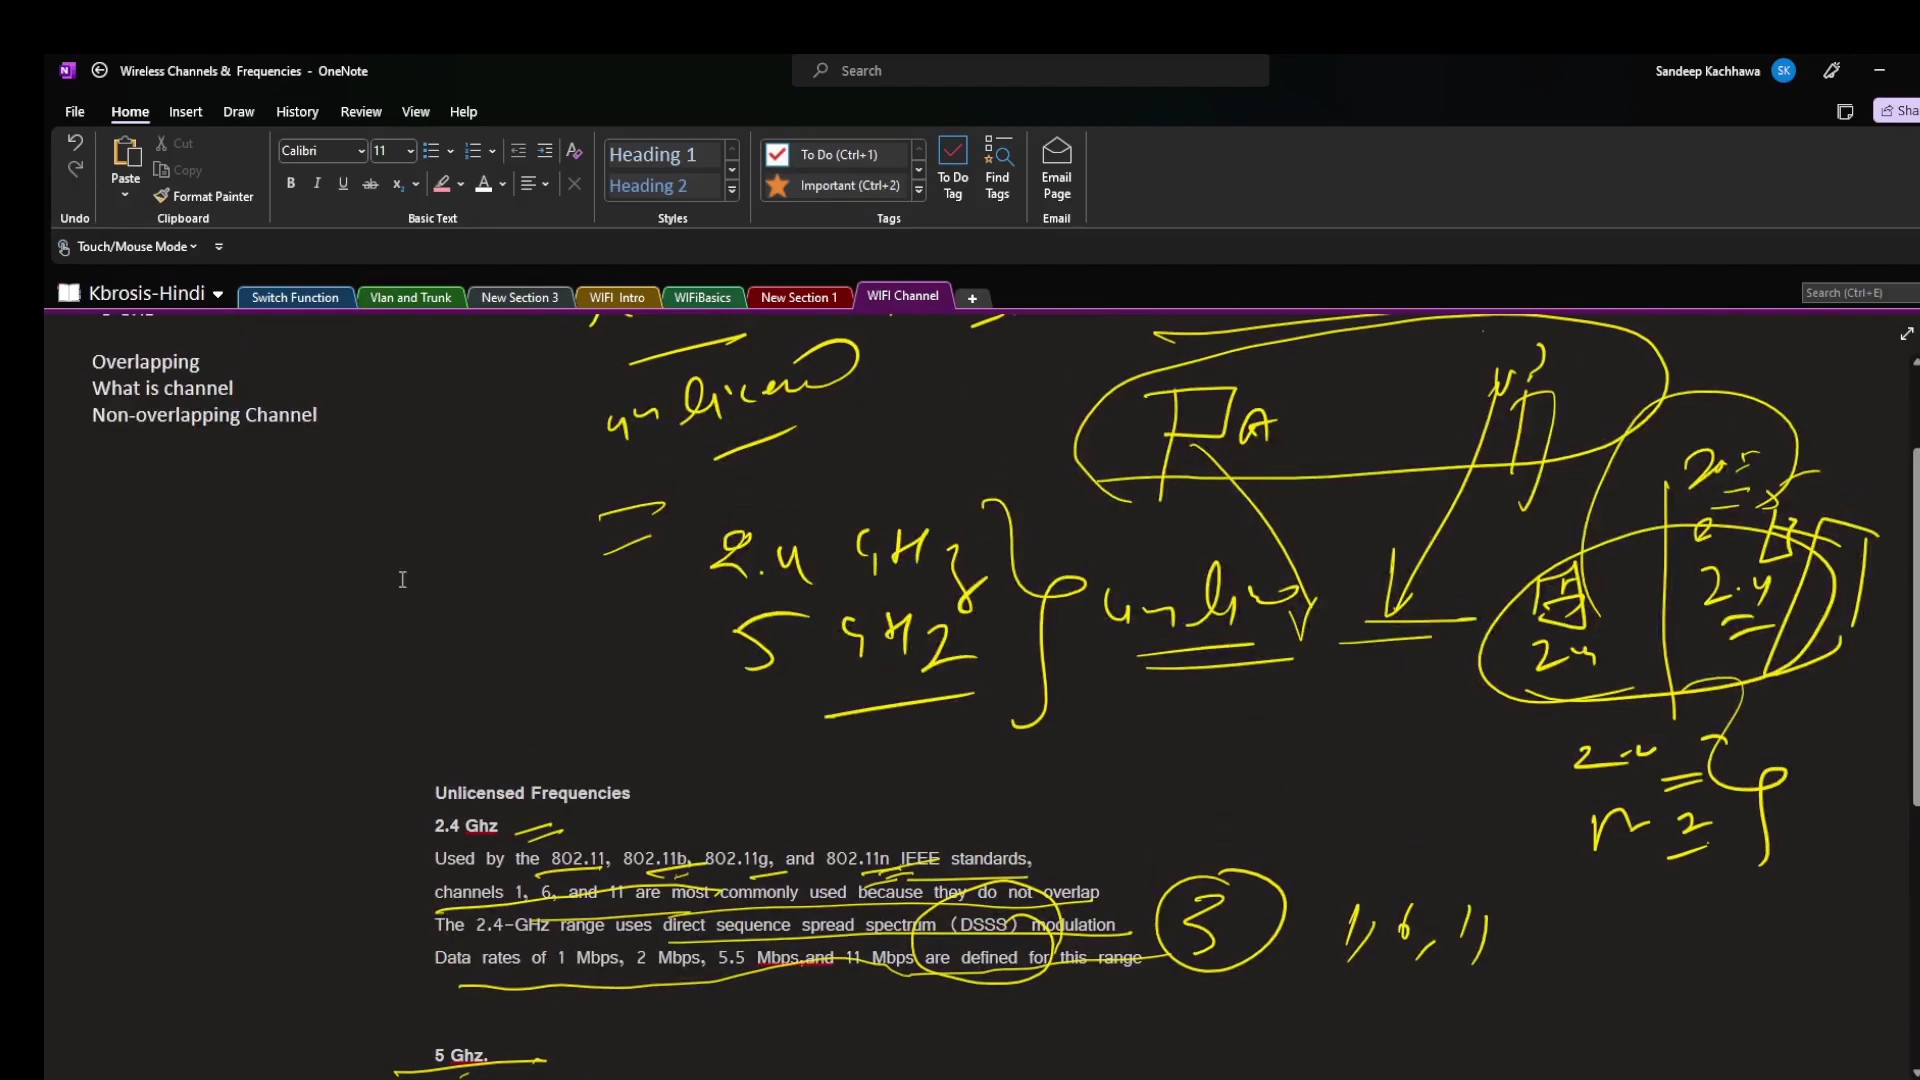 Wireless Channels & Frequencies - OneNote
Search
Sandeep Kachhawa SK
File Home Insert Draw History Review View Help
Sha
Undo
Paste
Cut
Copy
Format Painter
Clipboard
Calibri 11
B I U ab X₂ A
Basic Text
Heading 1
Heading 2
Styles
To Do (Ctrl+1)
Important (Ctrl+2)
To Do Tag
Find Tags
Tags
Email Page
Email
Touch/Mouse Mode
Kbrosis-Hindi Switch Function Vlan and Trunk New Section 3 WIFI Intro WIFiBasics New Section 1 WIFI Channel + Search (Ctrl+E)
Overlapping
What is channel
Non-overlapping Channel
A
2.4 GHz
5 GHz
2.4
24
2
Unlicensed Frequencies
2.4 Ghz
Used by the 802.11, 802.11b, 802.11g, and 802.11n IEEE standards,
channels 1, 6, and 11 are most commonly used because they do not overlap
The 2.4-GHz range uses direct sequence spread spectrum (DSSS) modulation
Data rates of 1 Mbps, 2 Mbps, 5.5 Mbps,and 11 Mbps are defined for this range
3 1, 6, 11
5 Ghz.